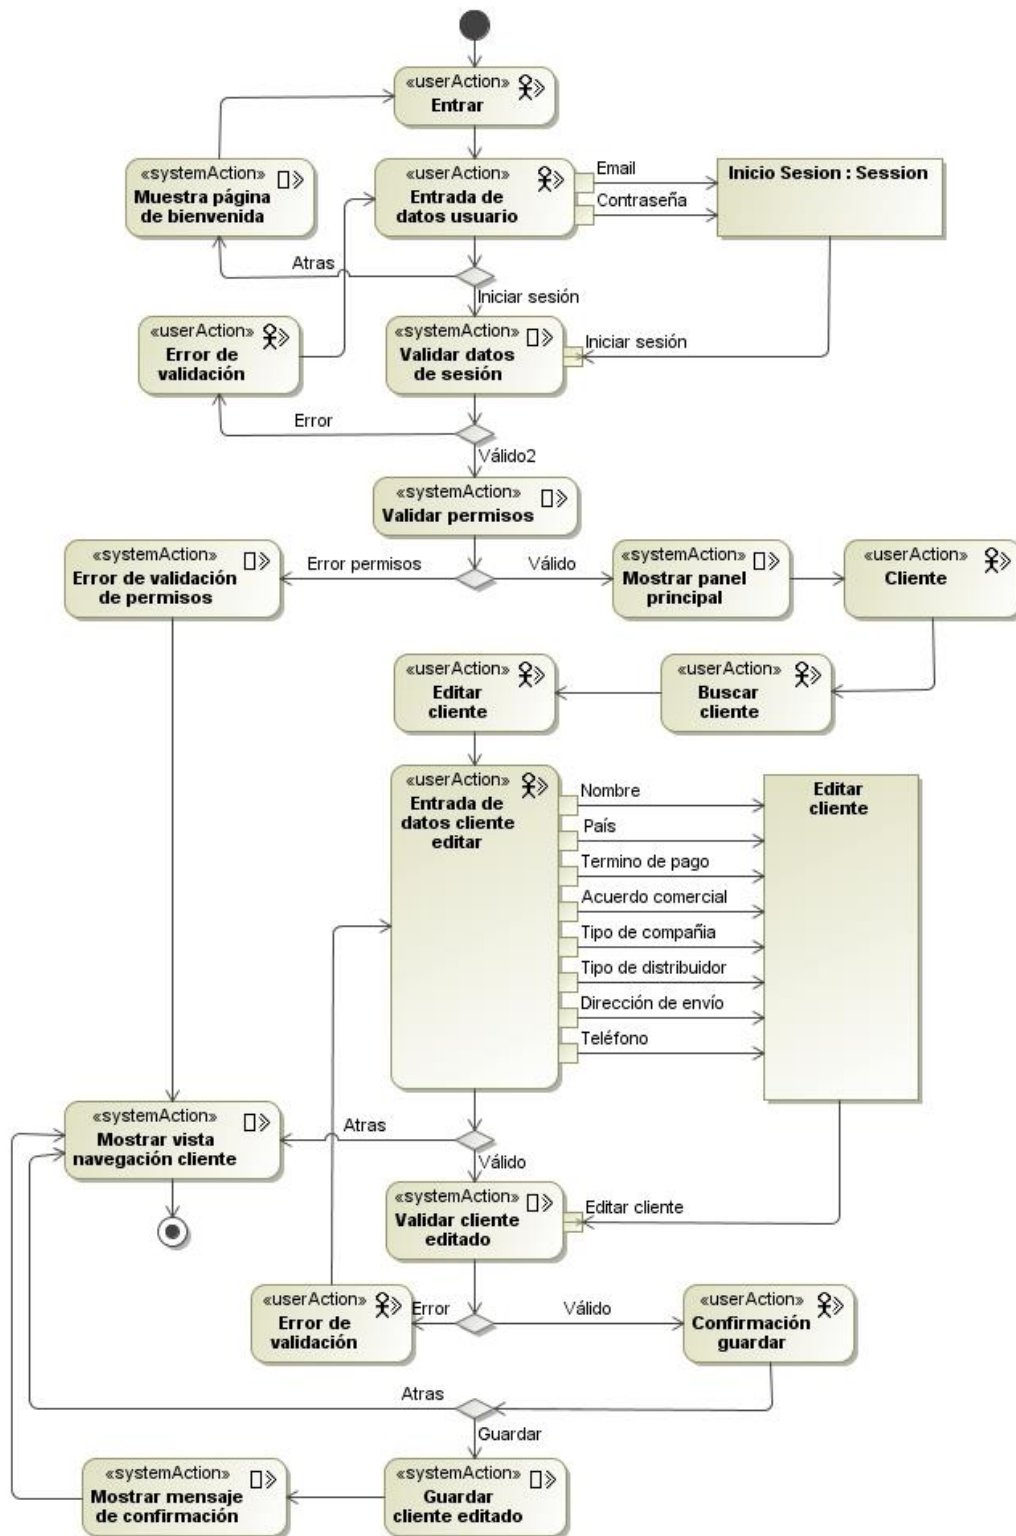 «userAction»
Entrar
«systemAction»
Muestra página
de bienvenida
«userAction»
Entrada de
datos usuario
Email
Contraseña
Inicio Sesion : Session
Atras
Iniciar sesión
«userAction»
Error de
validación
«systemAction»
Validar datos
de sesión
Iniciar sesión
Error
Válido2
«systemAction»
Validar permisos
«systemAction»
Error de validación
de permisos
Error permisos
Válido
«systemAction»
Mostrar panel
principal
«userAction»
Cliente
«userAction»
Editar
cliente
«userAction»
Buscar
cliente
«userAction»
Entrada de
datos cliente
editar
Nombre
País
Termino de pago
Acuerdo comercial
Tipo de compañia
Tipo de distribuidor
Dirección de envío
Teléfono
Editar
cliente
«systemAction»
Mostrar vista
navegación cliente
Atras
Válido
«systemAction»
Validar cliente
editado
Editar cliente
«userAction»
Error de
validación
Error
Válido
«userAction»
Confirmación
guardar
Atras
Guardar
«systemAction»
Mostrar mensaje
de confirmación
«systemAction»
Guardar
cliente editado